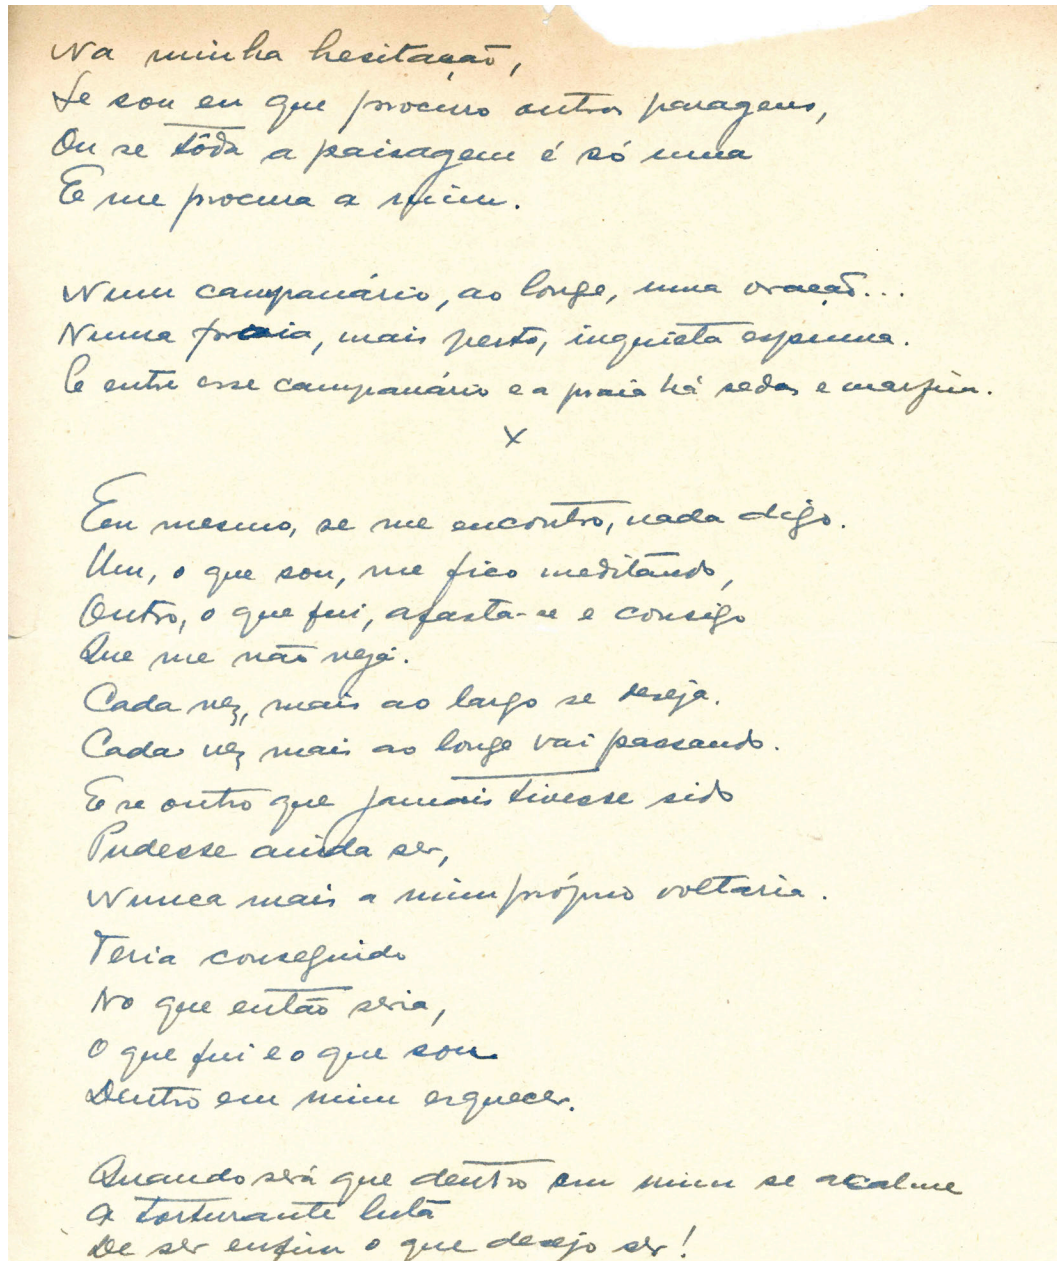 Na minha hesitação,
Se sou eu que procuro outras paragens,
Ou se tôda a paisagem é só uma
E me procura a mim.
Num campanário, ao longe, uma oração...
Numa praia, mais perto, inquieta espuma.
E entre esse campanário e a praia há sedas e marfim.
x
Eu mesmo, se me encontro, nada digo.
Um, o que sou, me fico meditando,
Outro, o que fui, afasta-se e consigo
Que me não veja.
Cada vez, mais ao largo se deseja.
Cada vez mais ao longe vai passando.
E se outro que jamais tivesse sido
Pudesse ainda ser,
Nunca mais a mim próprio voltaria.
Teria conseguido
No que então seria,
O que fui e o que sou
Dentro em mim esquecer.
Quando será que dentro em mim se acalme
A torturante luta
De ser enfim o que desejo ser!